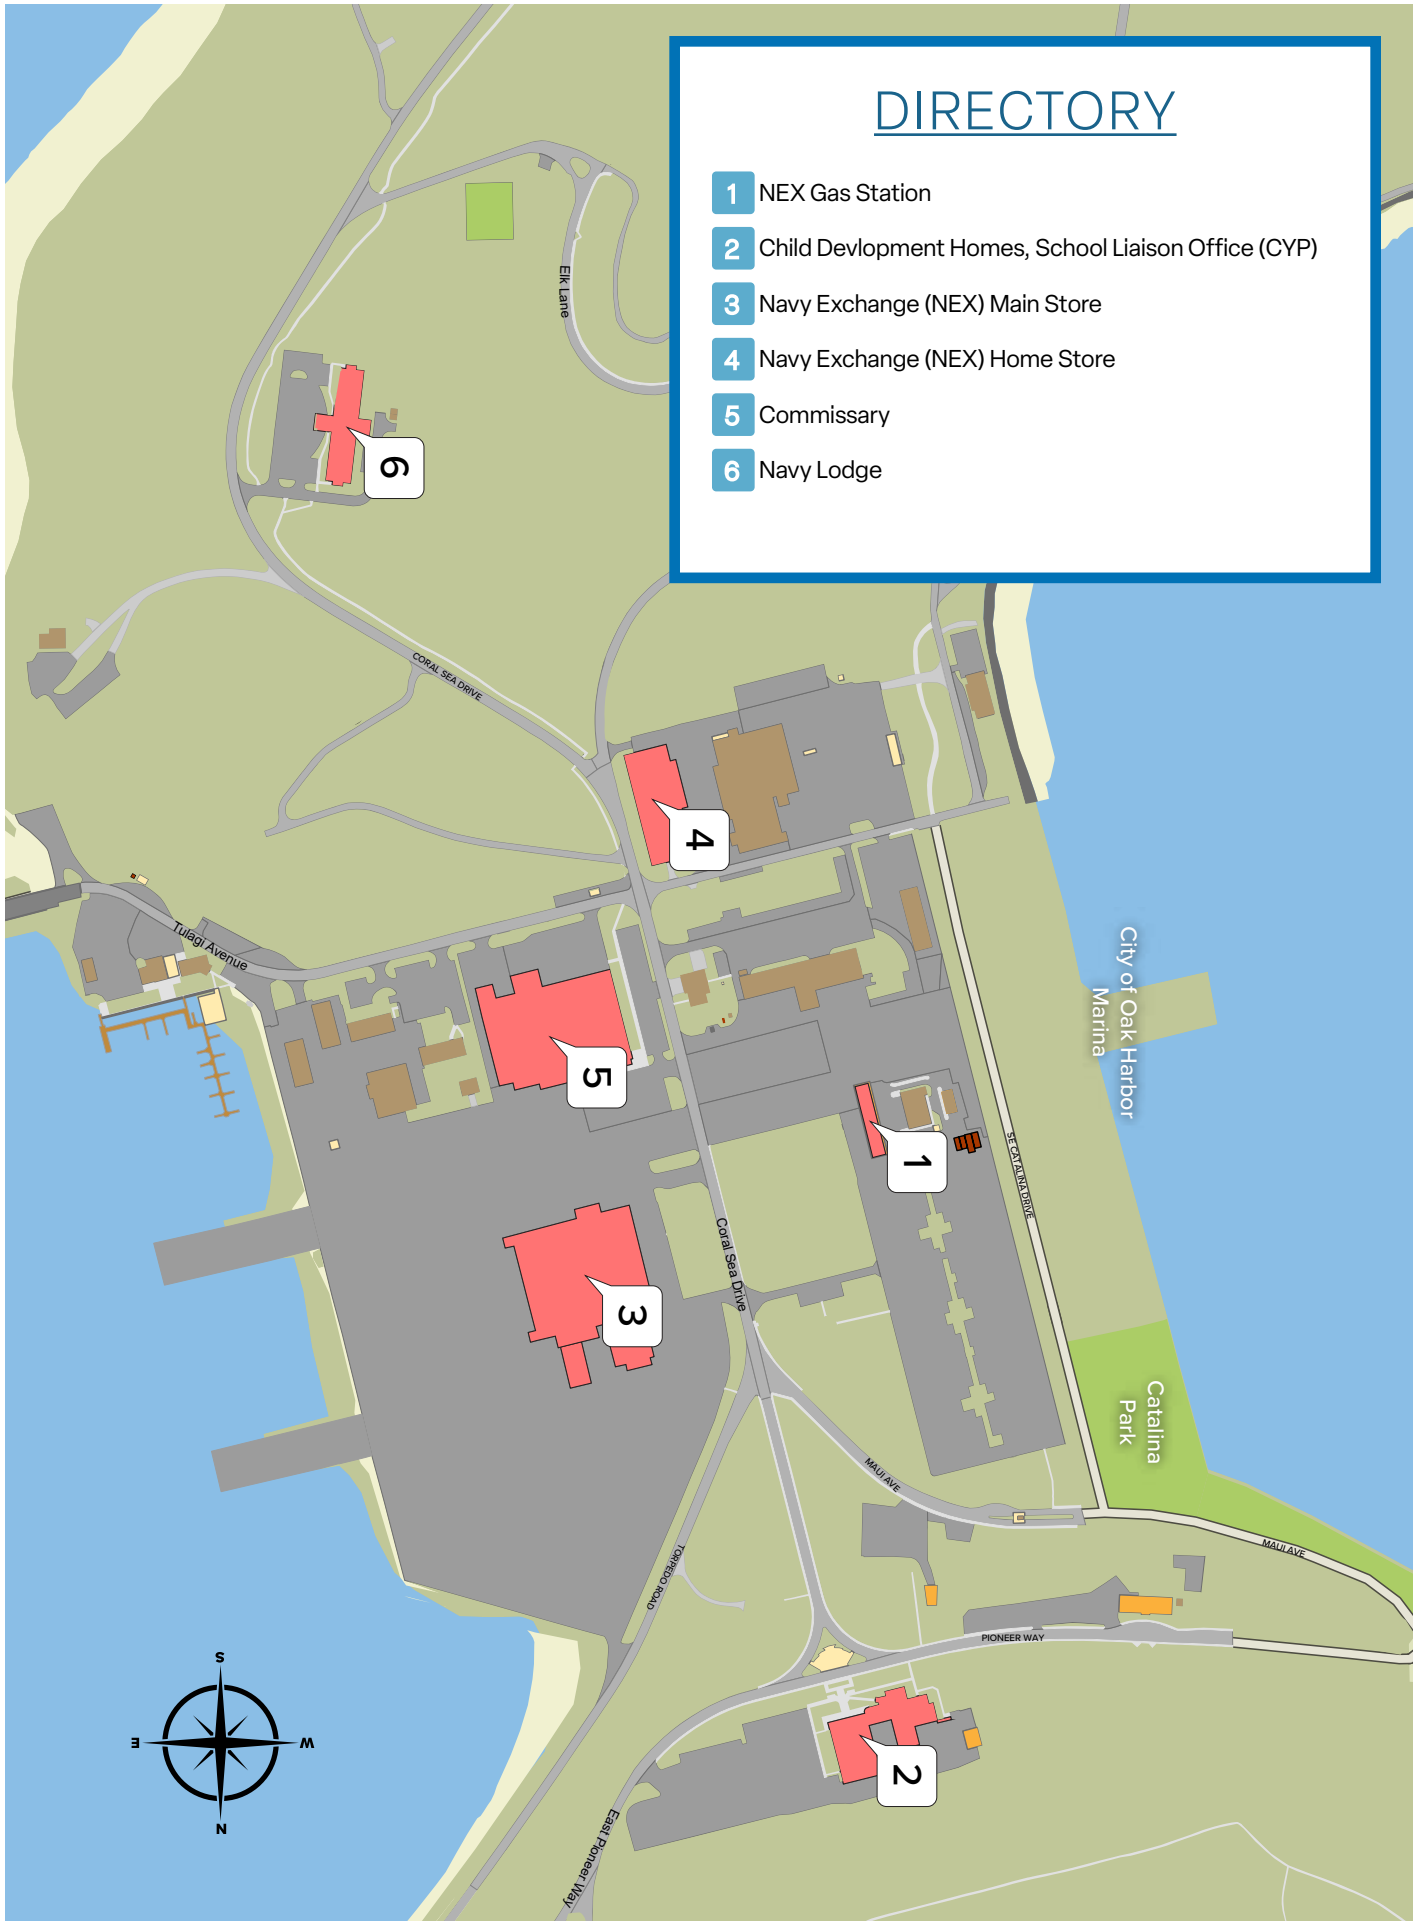 DIRECTORY
1 NEX Gas Station
2 Child Devlopment Homes, School Liaison Office (CYP)
3 Navy Exchange (NEX) Main Store
4 Navy Exchange (NEX) Home Store
5 Commissary
6 Navy Lodge
Elk Lane
6
CORAL SEA DRIVE
4
Tulagi Avenue
City of Oak Harbor
Marina
5
1
SE CATALINA DRIVE
Coral Sea Drive
3
Catalina
Park
MAUI AVE
MAUI AVE
TORPEDO ROAD
PIONEER WAY
2
East Pioneer Way
S
E
W
N